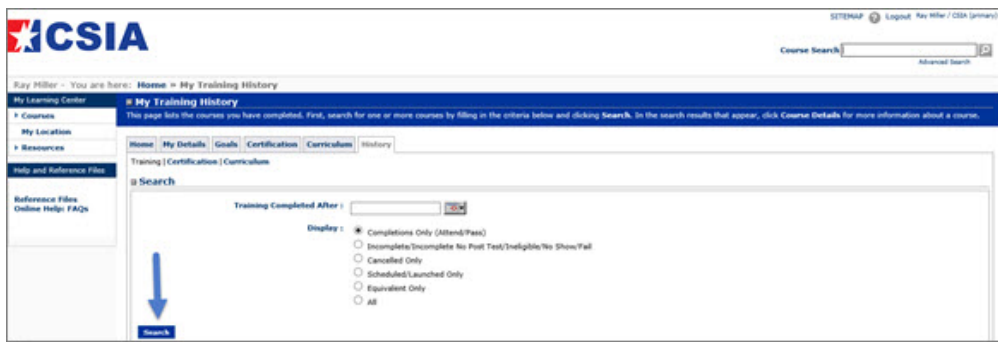 SITEMAP Logout Ray Miller / CSIA (primary)
CSIA
Course Search
Advanced Search
Ray Miller - You are here: Home » My Training History
My Learning Center
Courses
My Location
Resources
Help and Reference Files
Reference Files
Online Help: FAQs
My Training History
This page lists the courses you have completed. First, search for one or more courses by filling in the criteria below and clicking Search. In the search results that appear, click Course Details for more information about a course.
Home My Details Goals Certification Curriculum History
Training | Certification | Curriculum
Search
Training Completed After :
Display : Completions Only (Attend/Pass)
Incomplete/Incomplete No Post Test/Ineligible/No Show/Fail
Cancelled Only
Scheduled/Launched Only
Equivalent Only
All
Search